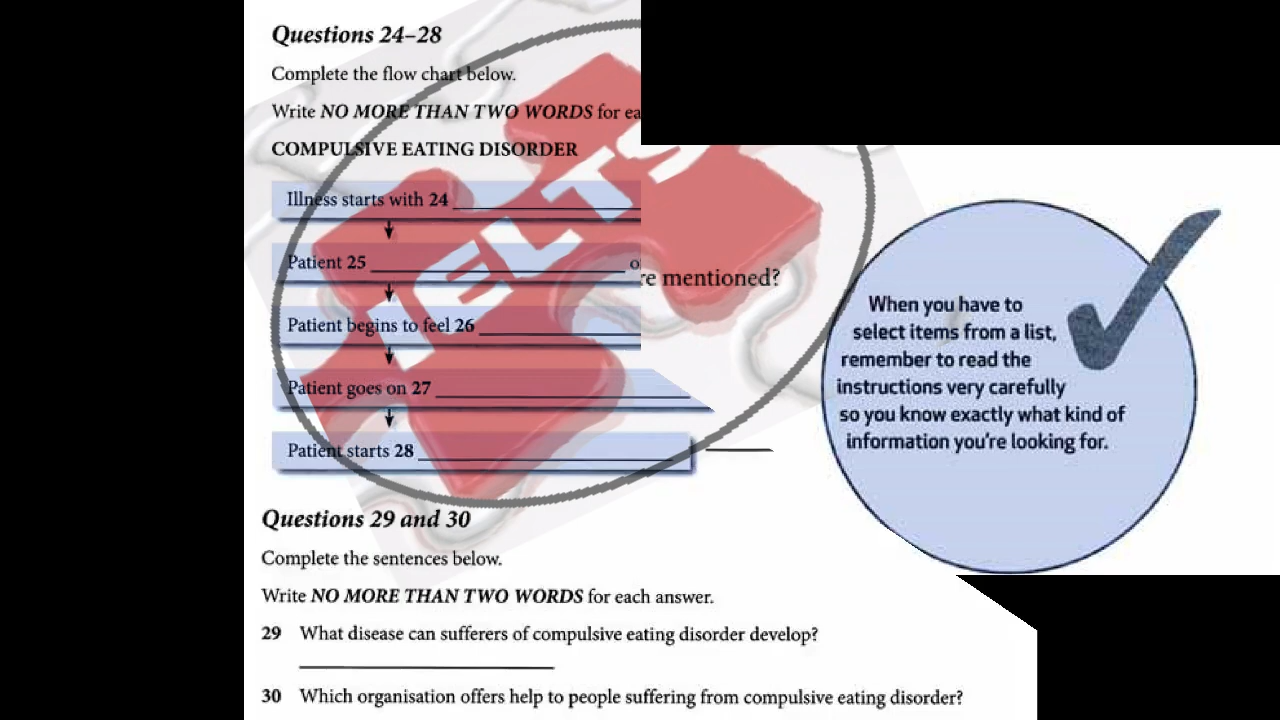 Questions 24–28
Complete the flow chart below.
Write NO MORE THAN TWO WORDS for ea
COMPULSIVE EATING DISORDER
Illness starts with 24
Patient 25 o
re mentioned?
Patient begins to feel 26
Patient goes on 27
Patient starts 28
IELTS
When you have to
select items from a list,
remember to read the
instructions very carefully
so you know exactly what kind of
information you're looking for.
Questions 29 and 30
Complete the sentences below.
Write NO MORE THAN TWO WORDS for each answer.
29 What disease can sufferers of compulsive eating disorder develop?
30 Which organisation offers help to people suffering from compulsive eating disorder?